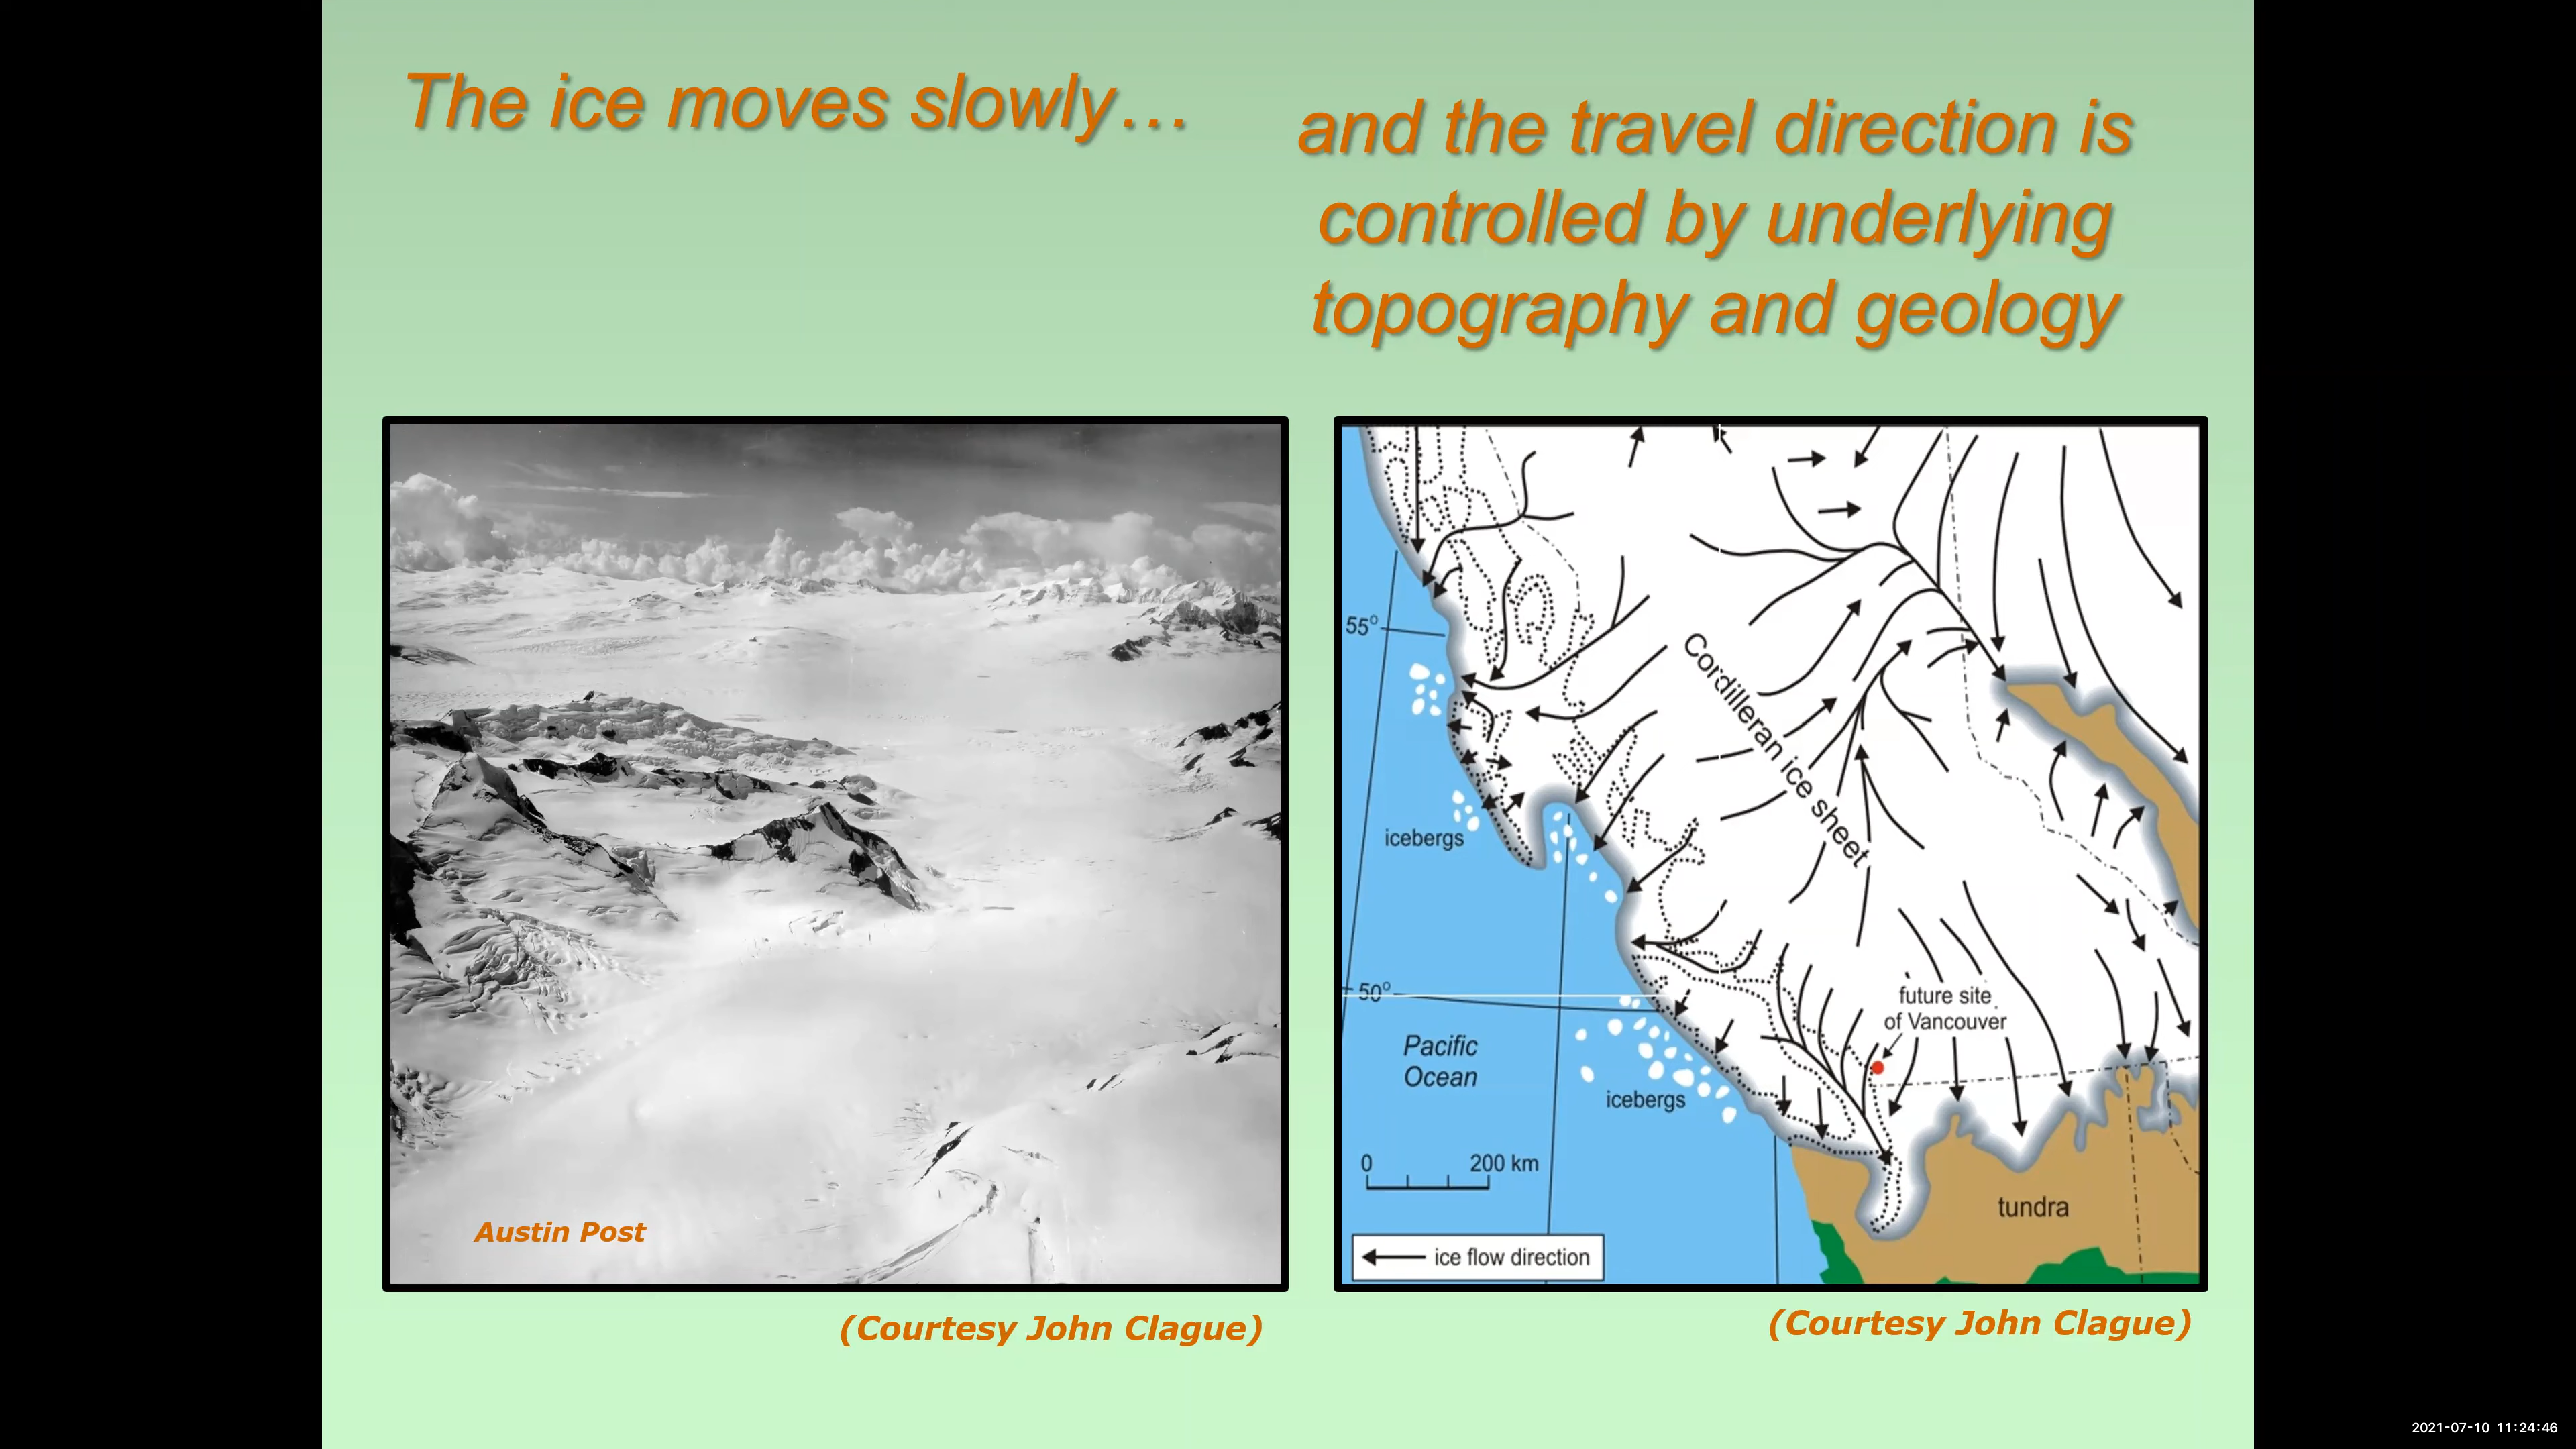 The ice moves slowly…
and the travel direction is
controlled by underlying
topography and geology
Austin Post
(Courtesy John Clague)
55°
Cordilleran ice sheet
icebergs
50°
future site
of Vancouver
Pacific
Ocean
icebergs
0 200 km
tundra
ice flow direction
(Courtesy John Clague)
2021-07-10 11:24:46